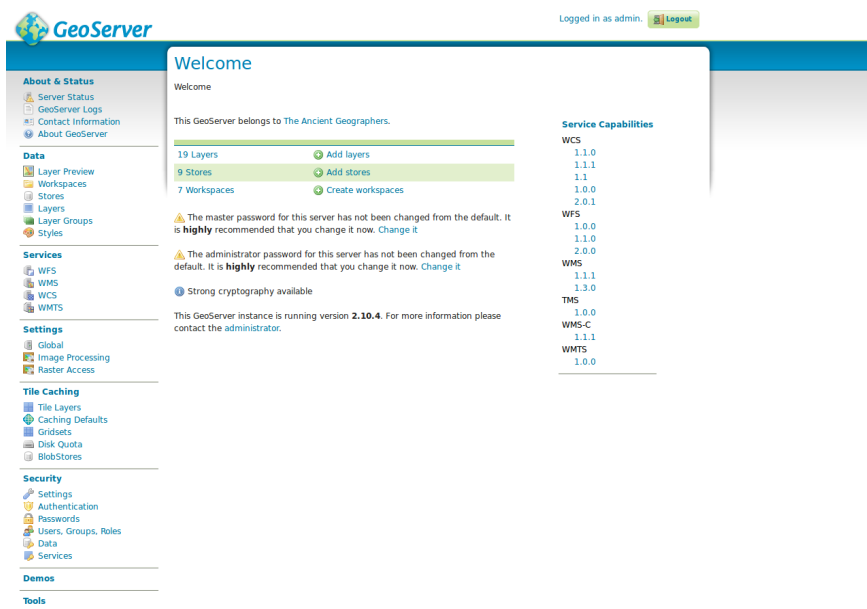 GeoServer
Logged in as admin.
Logout
About & Status
Server Status
GeoServer Logs
Contact Information
About GeoServer
Data
Layer Preview
Workspaces
Stores
Layers
Layer Groups
Styles
Services
WFS
WMS
WCS
WMTS
Settings
Global
Image Processing
Raster Access
Tile Caching
Tile Layers
Caching Defaults
Gridsets
Disk Quota
BlobStores
Security
Settings
Authentication
Passwords
Users, Groups, Roles
Data
Services
Demos
Tools
Welcome
Welcome
This GeoServer belongs to The Ancient Geographers.
19 Layers Add layers
9 Stores Add stores
7 Workspaces Create workspaces
The master password for this server has not been changed from the default. It
is highly recommended that you change it now. Change it
The administrator password for this server has not been changed from the
default. It is highly recommended that you change it now. Change it
Strong cryptography available
This GeoServer instance is running version 2.10.4. For more information please
contact the administrator.
Service Capabilities
WCS
1.1.0
1.1.1
1.1
1.0.0
2.0.1
WFS
1.0.0
1.1.0
2.0.0
WMS
1.1.1
1.3.0
TMS
1.0.0
WMS-C
1.1.1
WMTS
1.0.0